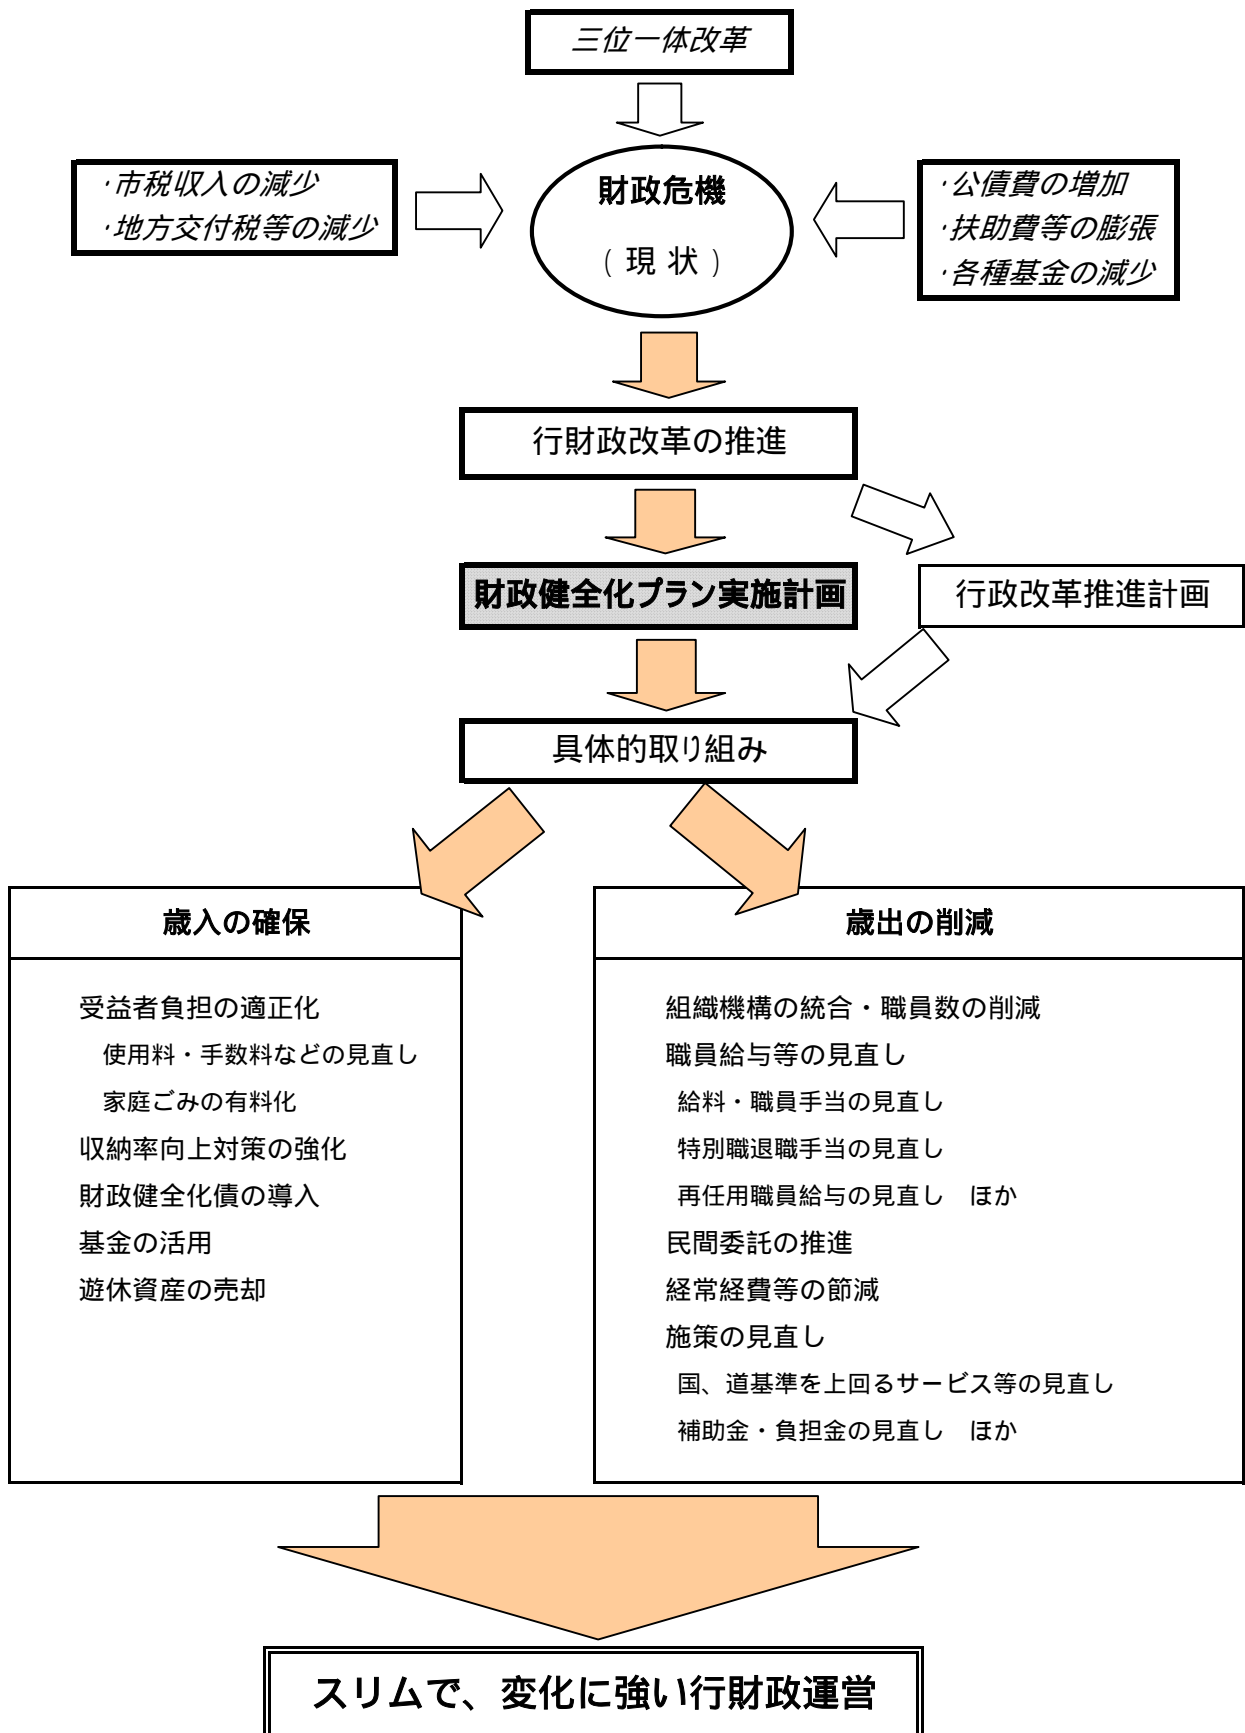 三位一体改革
・市税収入の減少
・地方交付税等の減少
財政危機
(現状)
・公債費の増加
・扶助費等の膨張
・各種基金の減少
行財政改革の推進
財政健全化プラン実施計画
行政改革推進計画
具体的取り組み
歳入の確保
受益者負担の適正化
使用料・手数料などの見直し
家庭ごみの有料化
収納率向上対策の強化
財政健全化債の導入
基金の活用
遊休資産の売却
歳出の削減
組織機構の統合・職員数の削減
職員給与等の見直し
給料・職員手当の見直し
特別職退職手当の見直し
再任用職員給与の見直し　ほか
民間委託の推進
経常経費等の節減
施策の見直し
国、道基準を上回るサービス等の見直し
補助金・負担金の見直し　ほか
スリムで、変化に強い行財政運営